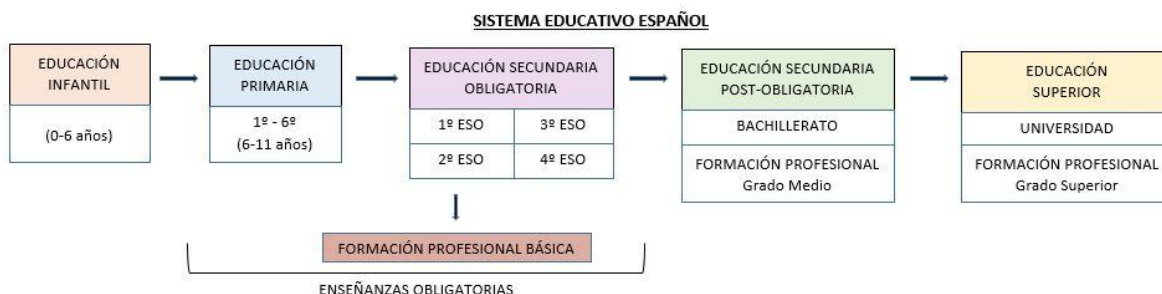 SISTEMA EDUCATIVO ESPAÑOL
EDUCACIÓN
INFANTIL
(0-6 años)
EDUCACIÓN
PRIMARIA
1º - 6º
(6-11 años)
EDUCACIÓN SECUNDARIA
OBLIGATORIA
1º ESO
3º ESO
2º ESO
4º ESO
EDUCACIÓN SECUNDARIA
POST-OBLIGATORIA
BACHILLERATO
FORMACIÓN PROFESIONAL
Grado Medio
EDUCACIÓN
SUPERIOR
UNIVERSIDAD
FORMACIÓN PROFESIONAL
Grado Superior
FORMACIÓN PROFESIONAL BÁSICA
ENSEÑANZAS OBLIGATORIAS